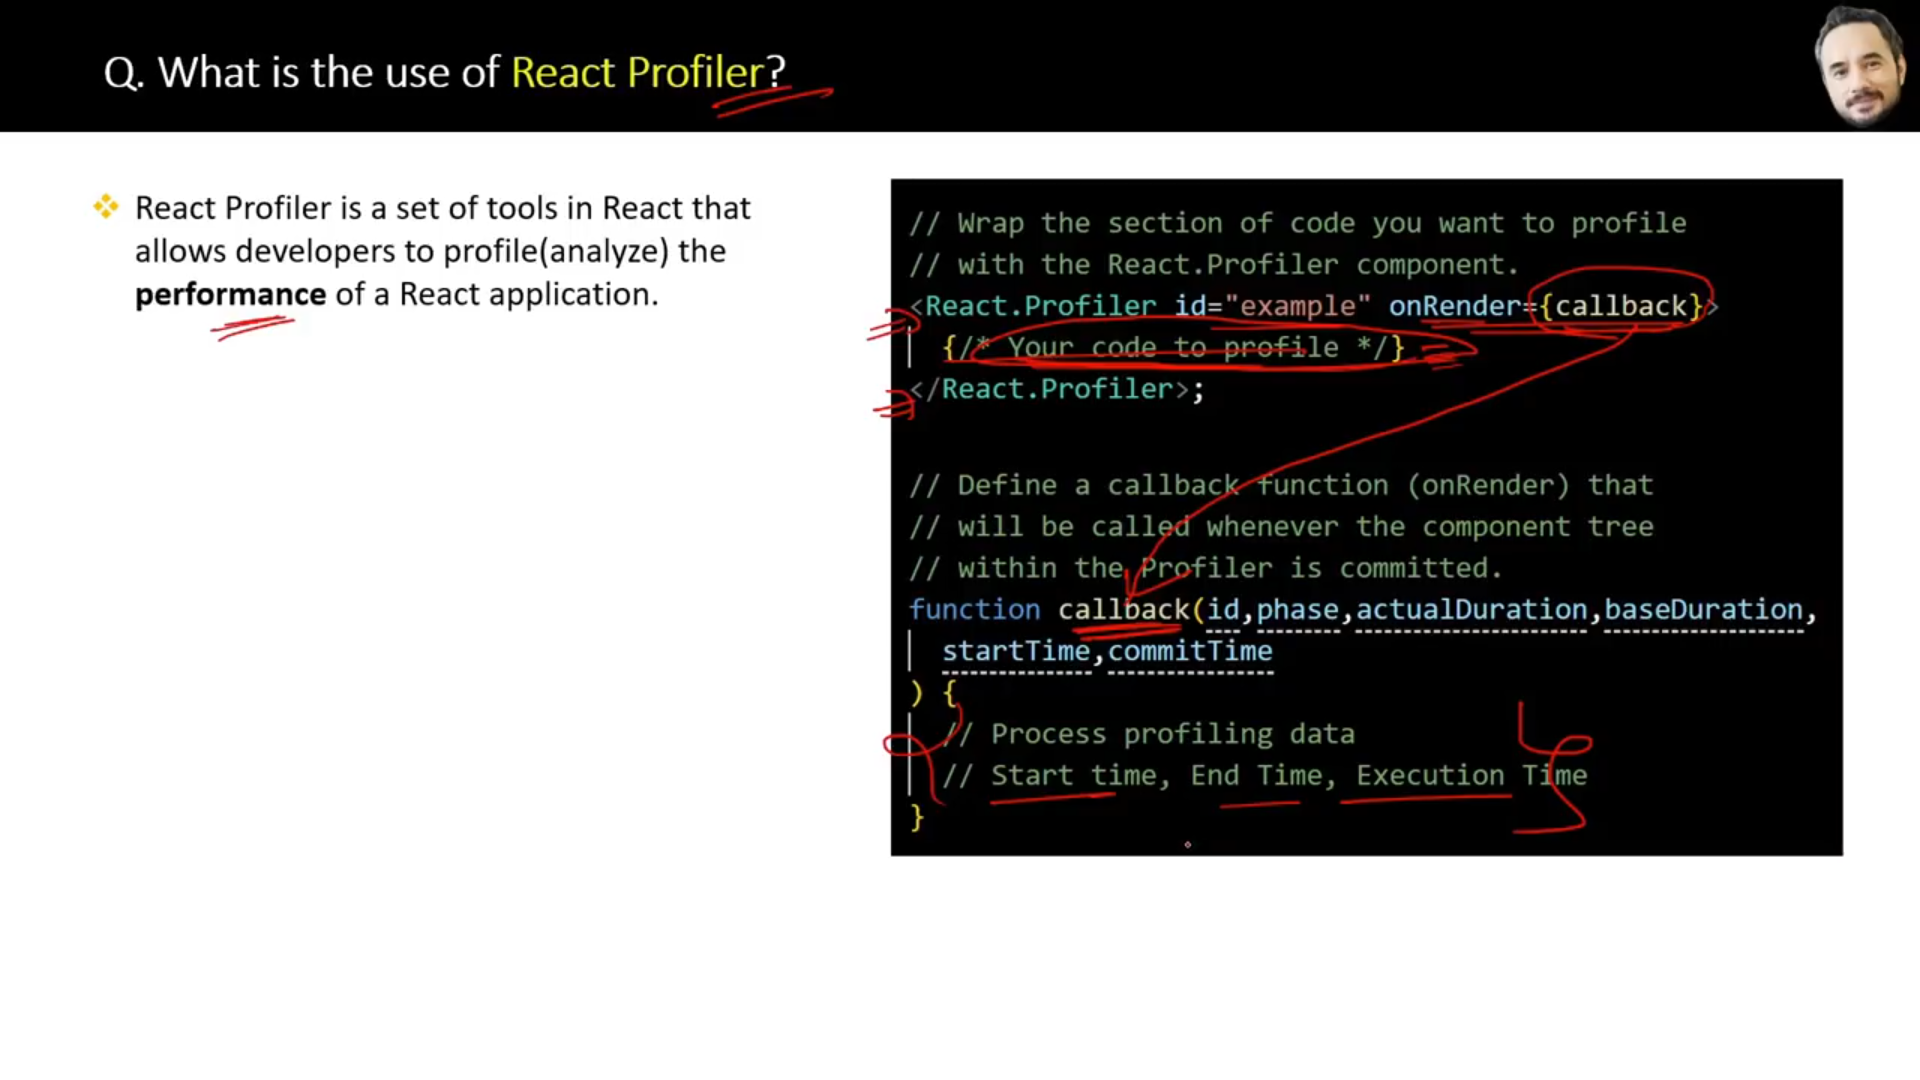 Q. What is the use of React Profiler?
React Profiler is a set of tools in React that
allows developers to profile(analyze) the
performance of a React application.
// Wrap the section of code you want to profile
// with the React.Profiler component.
<React.Profiler id="example" onRender={callback}>
{/* Your code to profile */}
</React.Profiler>;
// Define a callback function (onRender) that
// will be called whenever the component tree
// within the Profiler is committed.
function callback(id,phase,actualDuration,baseDuration,
startTime,commitTime
) {
// Process profiling data
// Start time, End Time, Execution Time
}